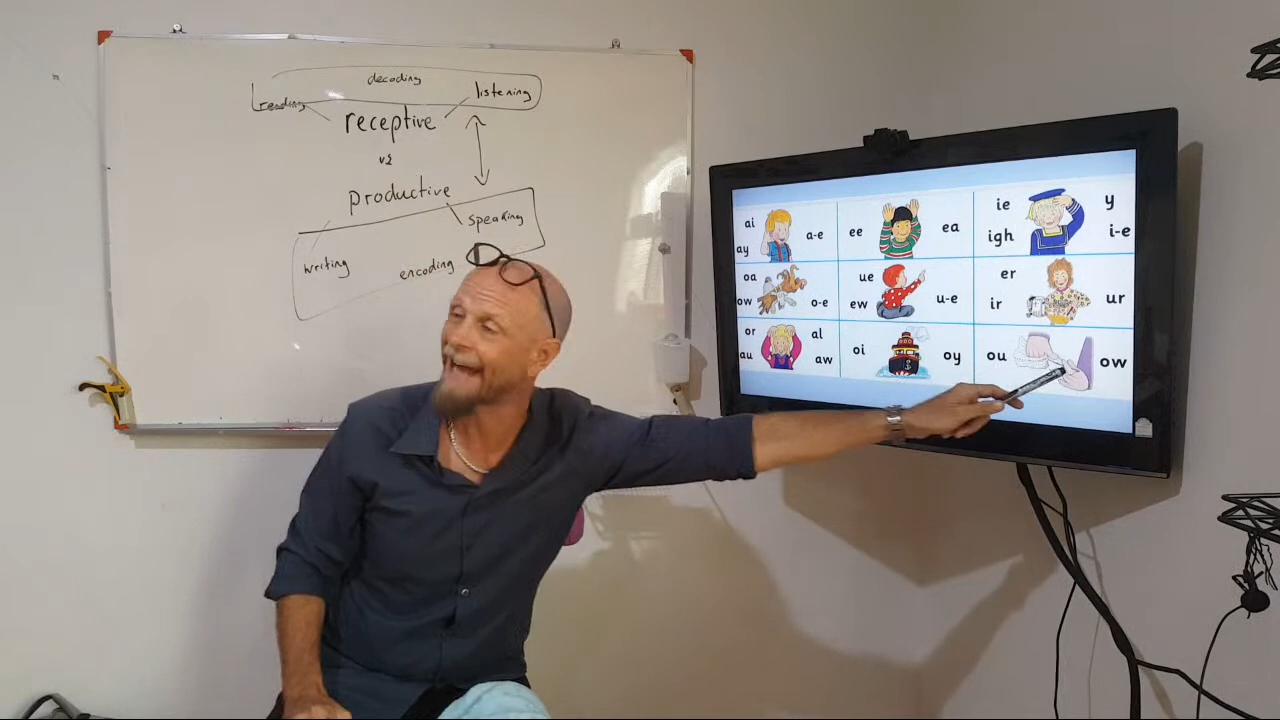 decoding
reading
listening
receptive
vs
productive
speaking
writing
encoding
ai
ay
a-e
ee
ea
ie
igh
y
i-e
oa
ow
o-e
ue
ew
u-e
er
ir
ur
or
au
al
aw
oi
oy
ou
ow